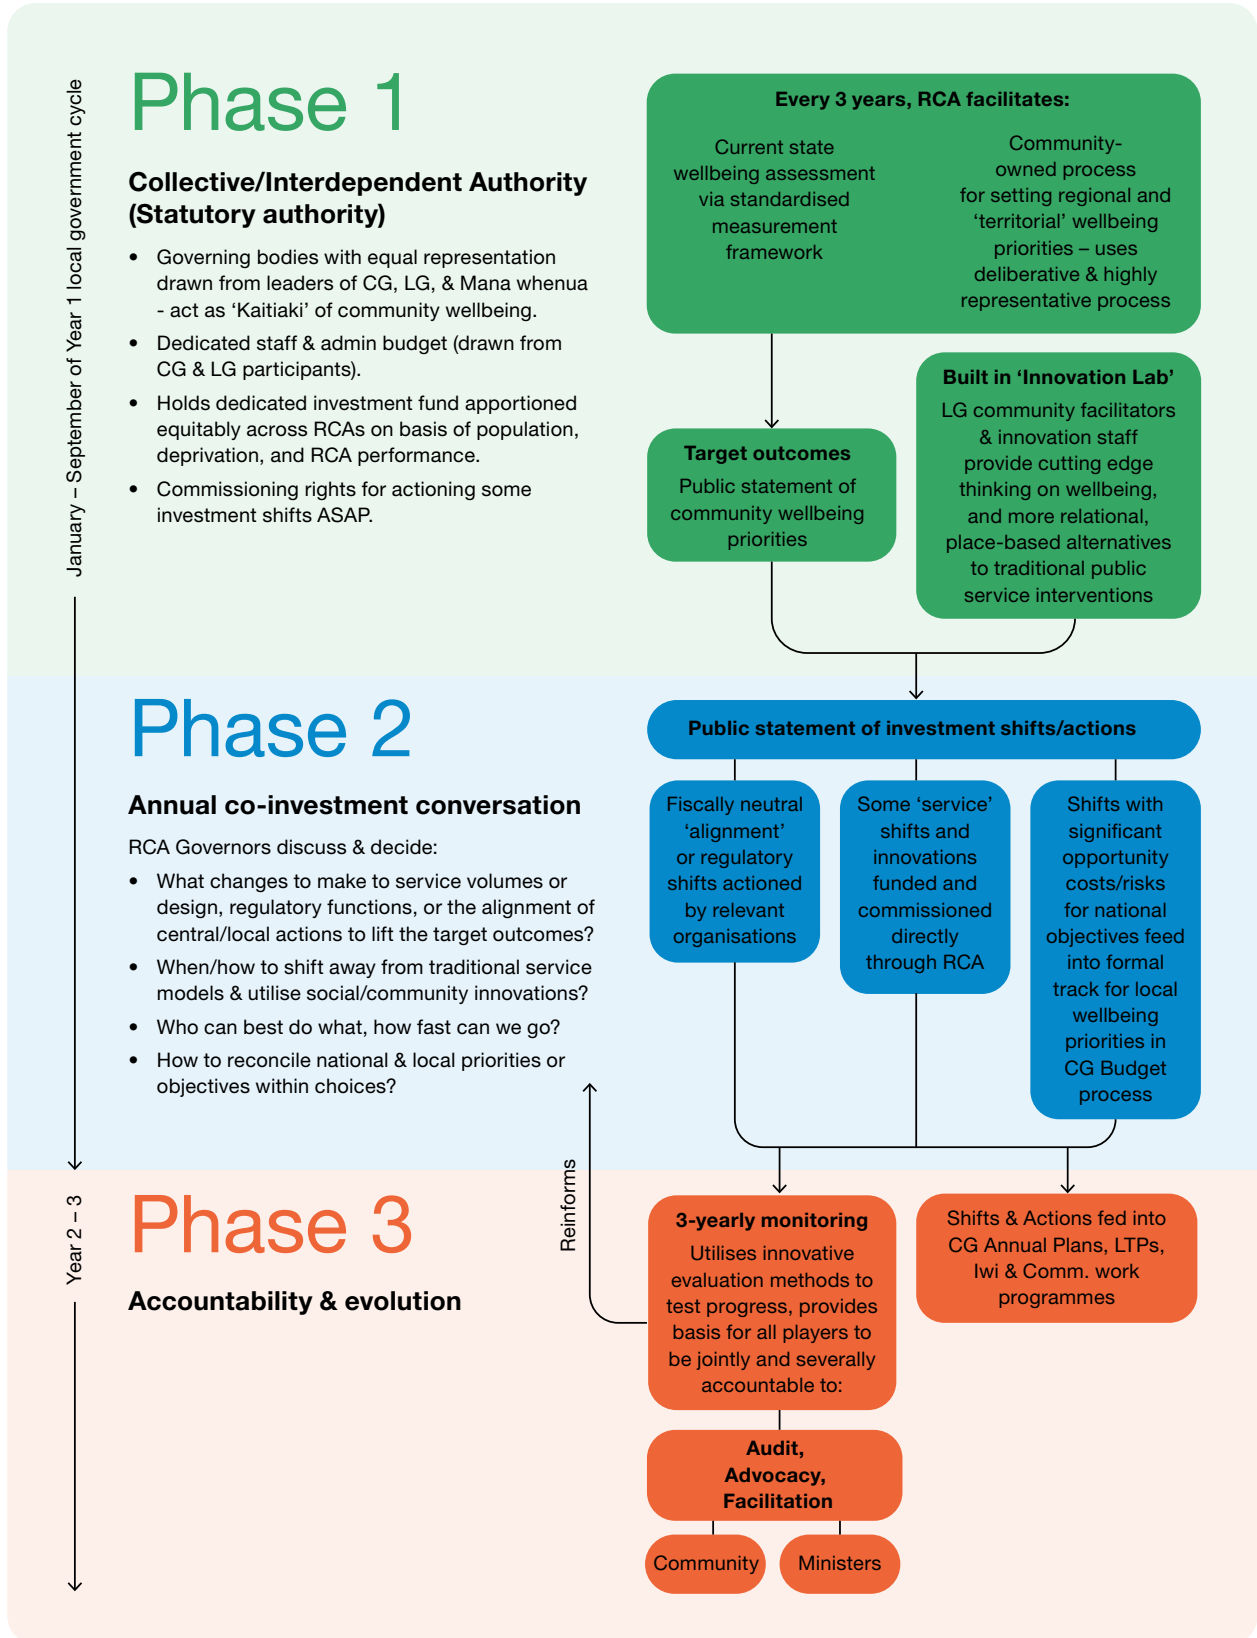 January – September of Year 1 local government cycle
Phase 1
Collective/Interdependent Authority
(Statutory authority)
• Governing bodies with equal representation
drawn from leaders of CG, LG, & Mana whenua
- act as ‘Kaitiaki’ of community wellbeing.
• Dedicated staff & admin budget (drawn from
CG & LG participants).
• Holds dedicated investment fund apportioned
equitably across RCAs on basis of population,
deprivation, and RCA performance.
• Commissioning rights for actioning some
investment shifts ASAP.
Every 3 years, RCA facilitates:
Current state
wellbeing assessment
via standardised
measurement
framework
Community-
owned process
for setting regional and
‘territorial’ wellbeing
priorities – uses
deliberative & highly
representative process
Target outcomes
Public statement of
community wellbeing
priorities
Built in ‘Innovation Lab’
LG community facilitators
& innovation staff
provide cutting edge
thinking on wellbeing,
and more relational,
place-based alternatives
to traditional public
service interventions
Phase 2
Annual co-investment conversation
RCA Governors discuss & decide:
• What changes to make to service volumes or
design, regulatory functions, or the alignment of
central/local actions to lift the target outcomes?
• When/how to shift away from traditional service
models & utilise social/community innovations?
• Who can best do what, how fast can we go?
• How to reconcile national & local priorities or
objectives within choices?
Public statement of investment shifts/actions
Fiscally neutral
‘alignment’
or regulatory
shifts actioned
by relevant
organisations
Some ‘service’
shifts and
innovations
funded and
commissioned
directly
through RCA
Shifts with
significant
opportunity
costs/risks
for national
objectives feed
into formal
track for local
wellbeing
priorities in
CG Budget
process
Year 2 – 3
Phase 3
Accountability & evolution
Reinforms
3-yearly monitoring
Utilises innovative
evaluation methods to
test progress, provides
basis for all players to
be jointly and severally
accountable to:
Shifts & Actions fed into
CG Annual Plans, LTPs,
Iwi & Comm. work
programmes
Audit,
Advocacy,
Facilitation
Community
Ministers